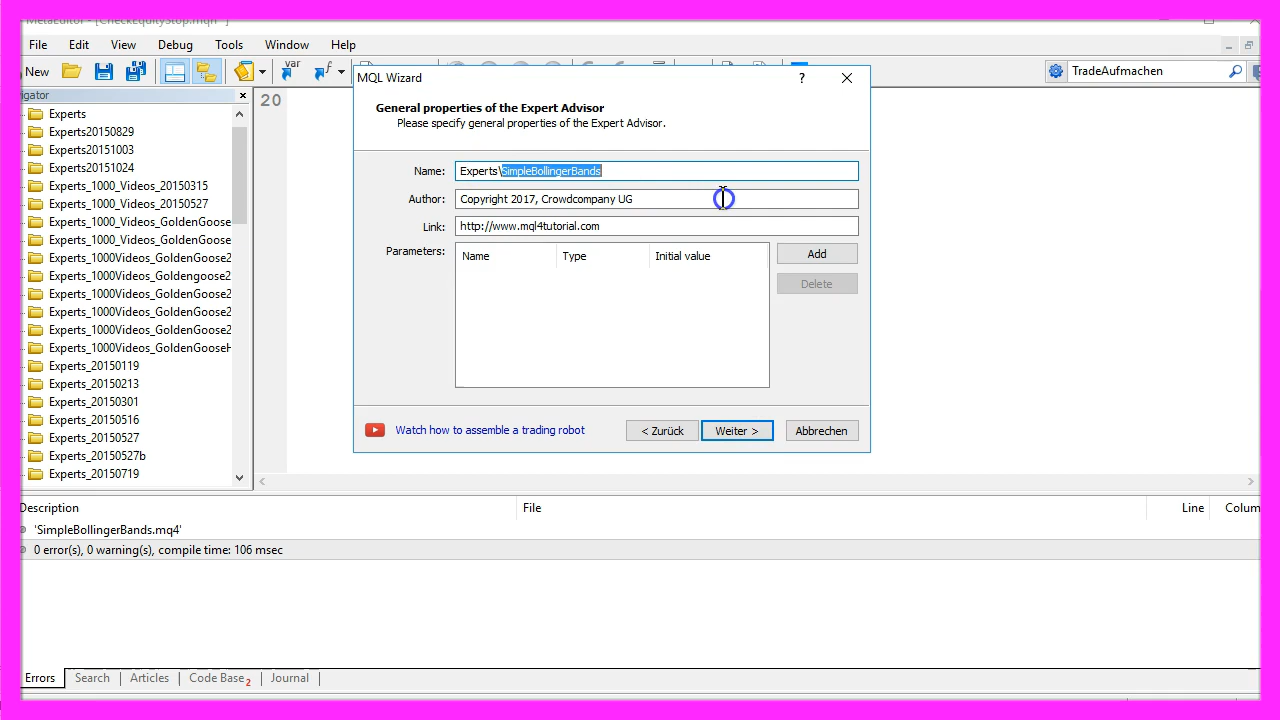 MetaEditor - [CheckEquityStop.mqh *]
File Edit View Debug Tools Window Help
New
var
TradeAufmachen
igator
Experts
Experts20150829
Experts20151003
Experts20151024
Experts_1000_Videos_20150315
Experts_1000_Videos_20150527
Experts_1000Videos_GoldenGoose
Experts_1000Videos_GoldenGoose2
Experts_1000Videos_GoldenGoose2
Experts_1000Videos_Goldengoose2
Experts_1000Videos_GoldenGoose2
Experts_1000Videos_GoldenGoose2
Experts_1000Videos_GoldenGoose2
Experts_1000Videos_GoldenGooseH
Experts_20150119
Experts_20150213
Experts_20150301
Experts_20150516
Experts_20150527
Experts_20150527b
Experts_20150719
20
MQL Wizard
?
General properties of the Expert Advisor
Please specify general properties of the Expert Advisor.
Name: Experts\SimpleBollingerBands
Author: Copyright 2017, Crowdcompany UG
Link: http://www.mql4tutorial.com
Parameters: Name Type Initial value
Add
Delete
Watch how to assemble a trading robot
< Zurück Weiter > Abbrechen
Description File Line Colum
'SimpleBollingerBands.mq4'
0 error(s), 0 warning(s), compile time: 106 msec
Errors Search Articles Code Base 2 Journal